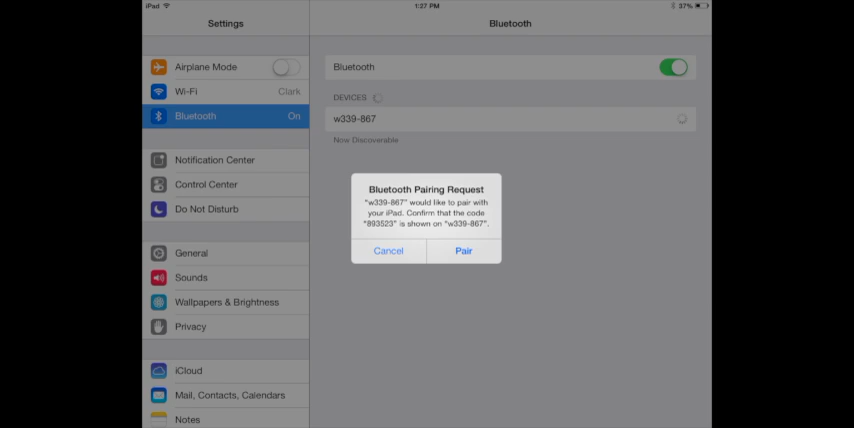 iPad 1:27 PM 37%
Settings
Bluetooth
Airplane Mode
Wi-Fi Clark
Bluetooth On
Notification Center
Control Center
Do Not Disturb
General
Sounds
Wallpapers & Brightness
Privacy
iCloud
Mail, Contacts, Calendars
Notes
Bluetooth
DEVICES
w339-867
Now Discoverable
Bluetooth Pairing Request
“w339-867” would like to pair with
your iPad. Confirm that the code
“893523” is shown on “w339-867”.
Cancel Pair